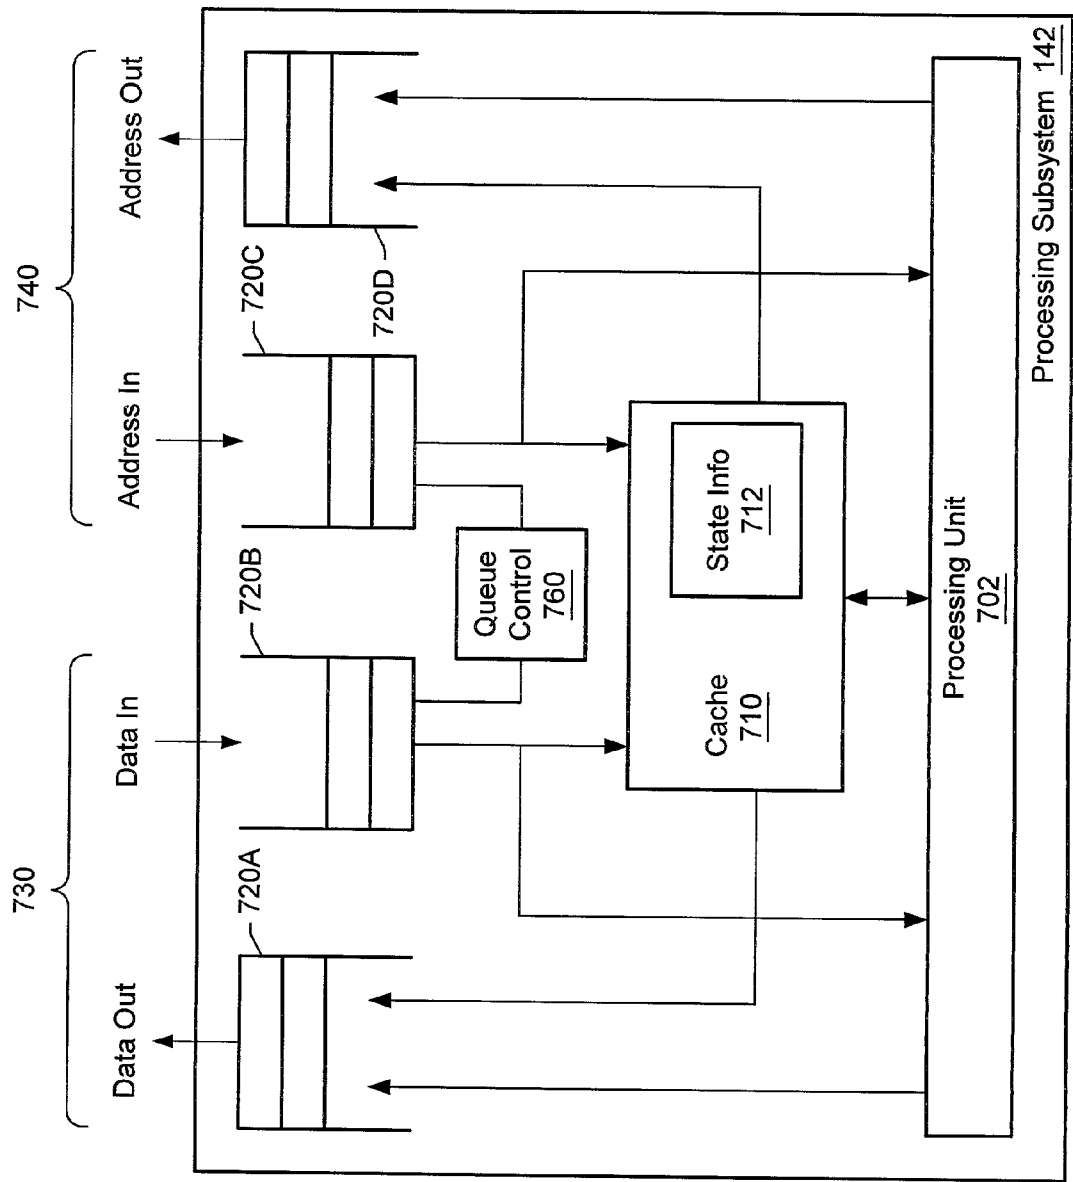 730
740
Data Out
Data In
Address In
Address Out
720A
720B
720C
720D
Queue
Control
760
Cache
710
State Info
712
Processing Unit
702
Processing Subsystem 142